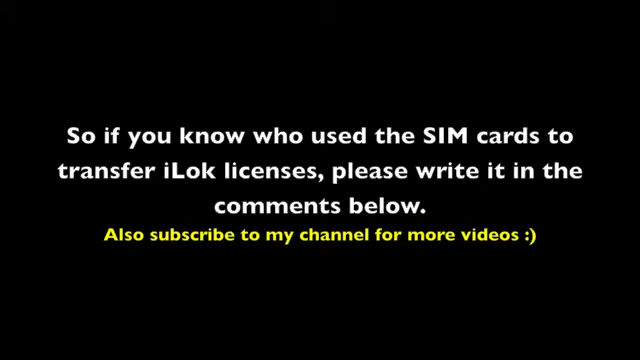 So if you know who used the SIM cards to
transfer iLok licenses, please write it in the
comments below.
Also subscribe to my channel for more videos :)